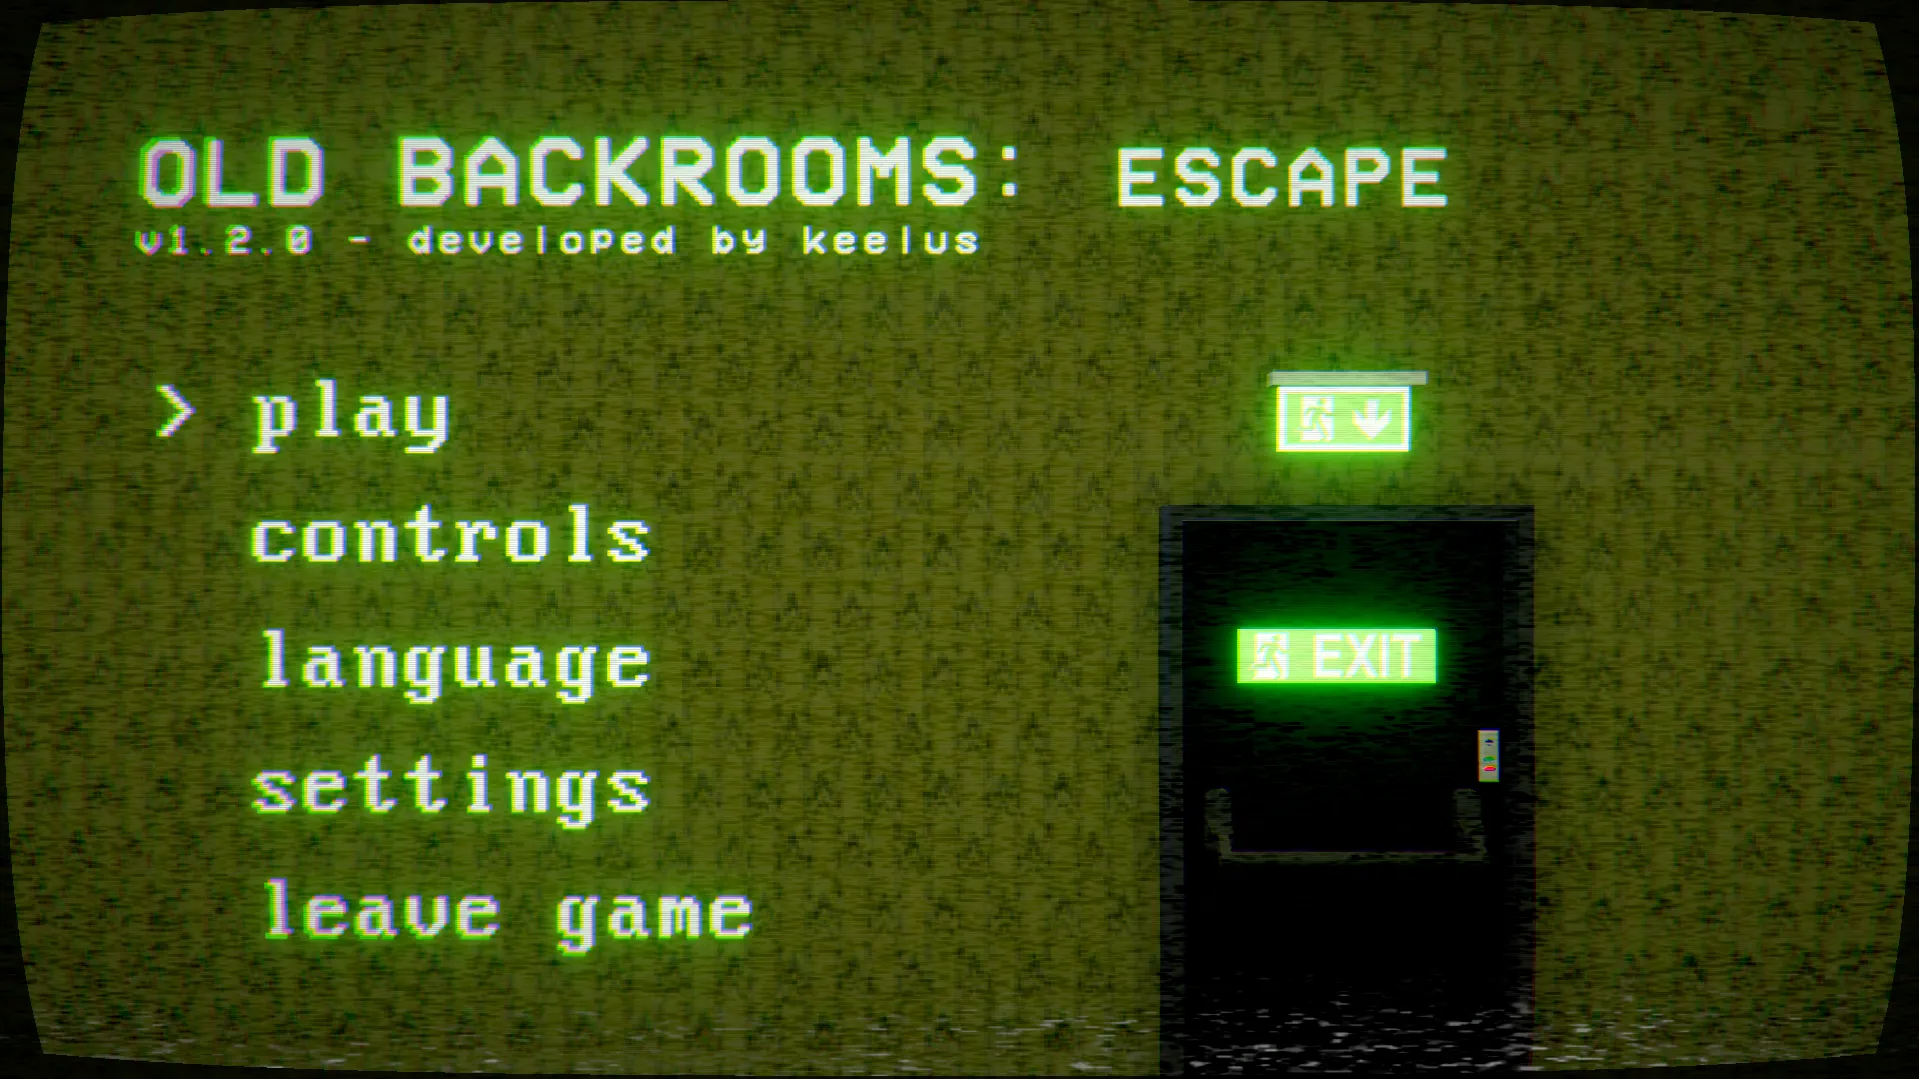 OLD BACKROOMS: ESCAPE
v1.2.0 - developed by keelus
> play
controls
language
settings
leave game
EXIT